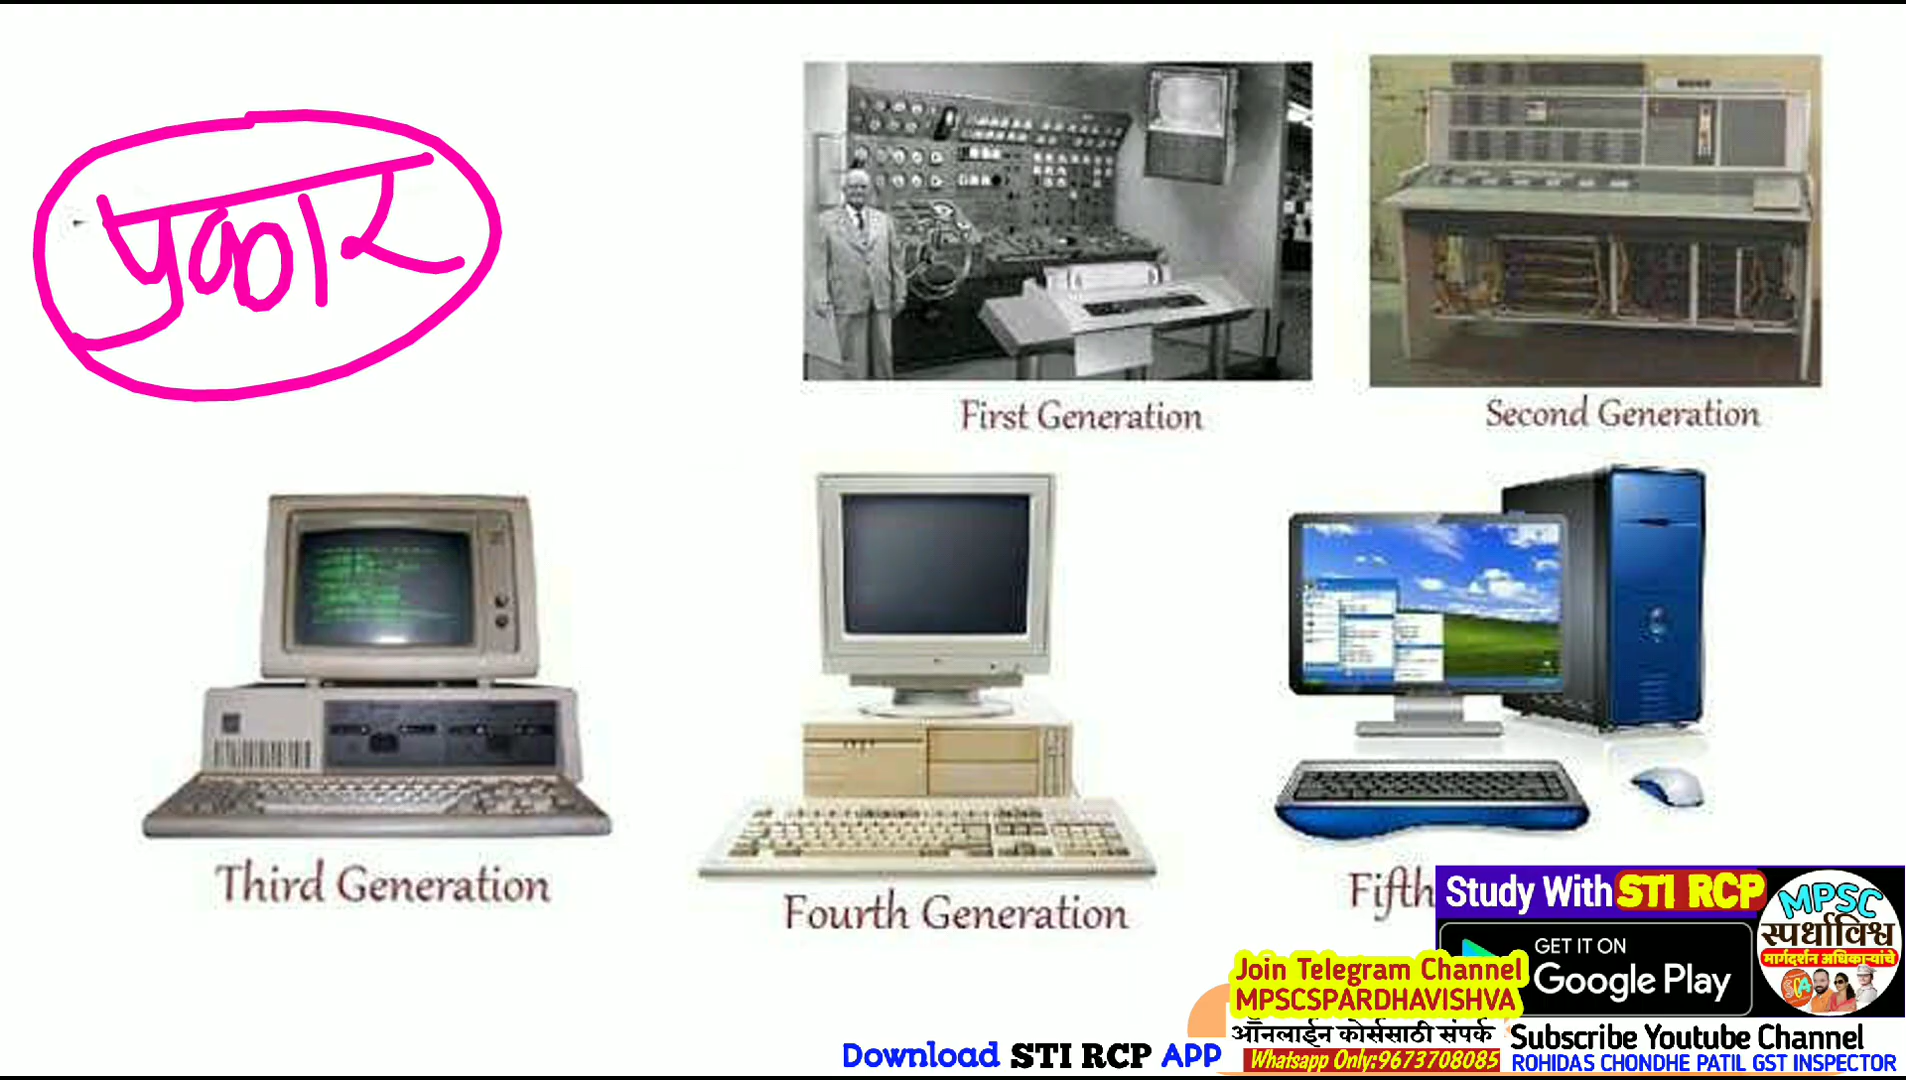 प्रकार
First Generation
Second Generation
Third Generation
Fourth Generation
Fifth
Study With STI RCP
MPSC
स्पर्धाविश्व
मार्गदर्शन अधिकाऱ्यांचे
GET IT ON
Google Play
Join Telegram Channel
MPSCSPARDHAVISHVA
ऑनलाईन कोर्ससाठी संपर्क
Whatsapp Only:9673708085
Download STI RCP APP
Subscribe Youtube Channel
ROHIDAS CHONDHE PATIL GST INSPECTOR